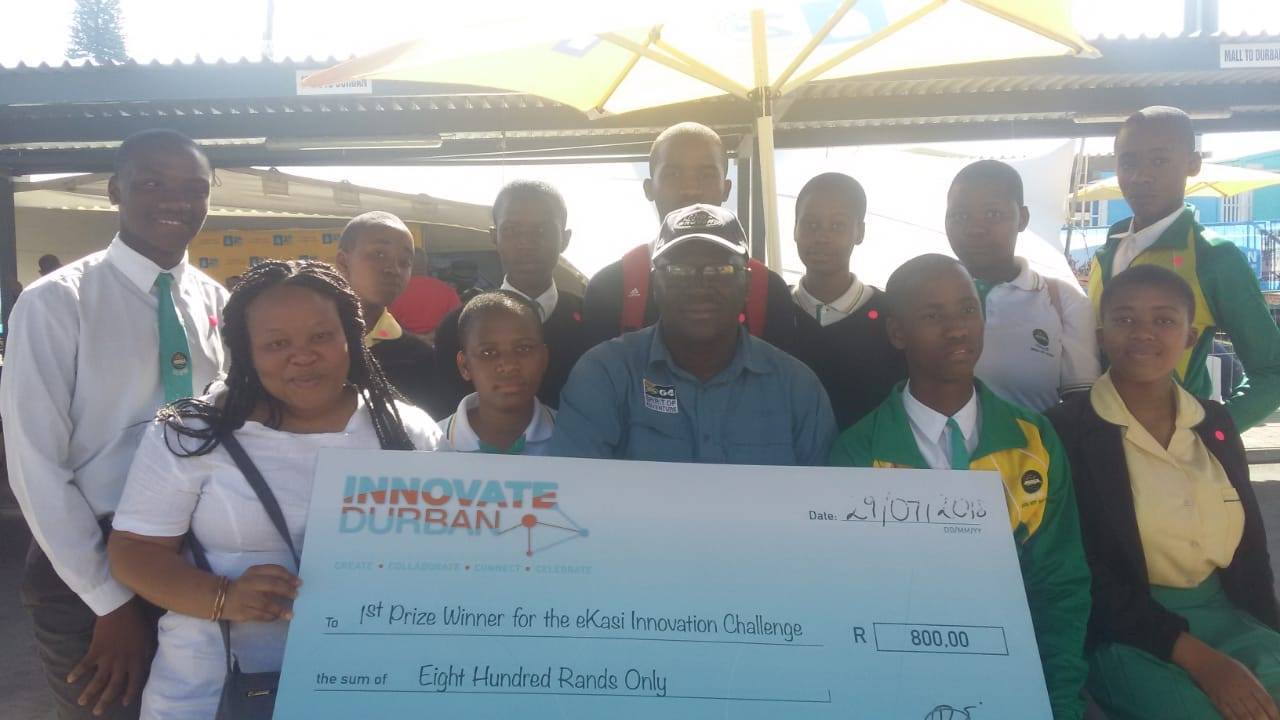 MALL TO DURBAN
INNOVATE
DURBAN
CREATE • COLLABORATE • CONNECT • CELEBRATE
Date: 29/07/2018
DD/MM/YY
To 1st Prize Winner for the eKasi Innovation Challenge
R 800,00
the sum of Eight Hundred Rands Only